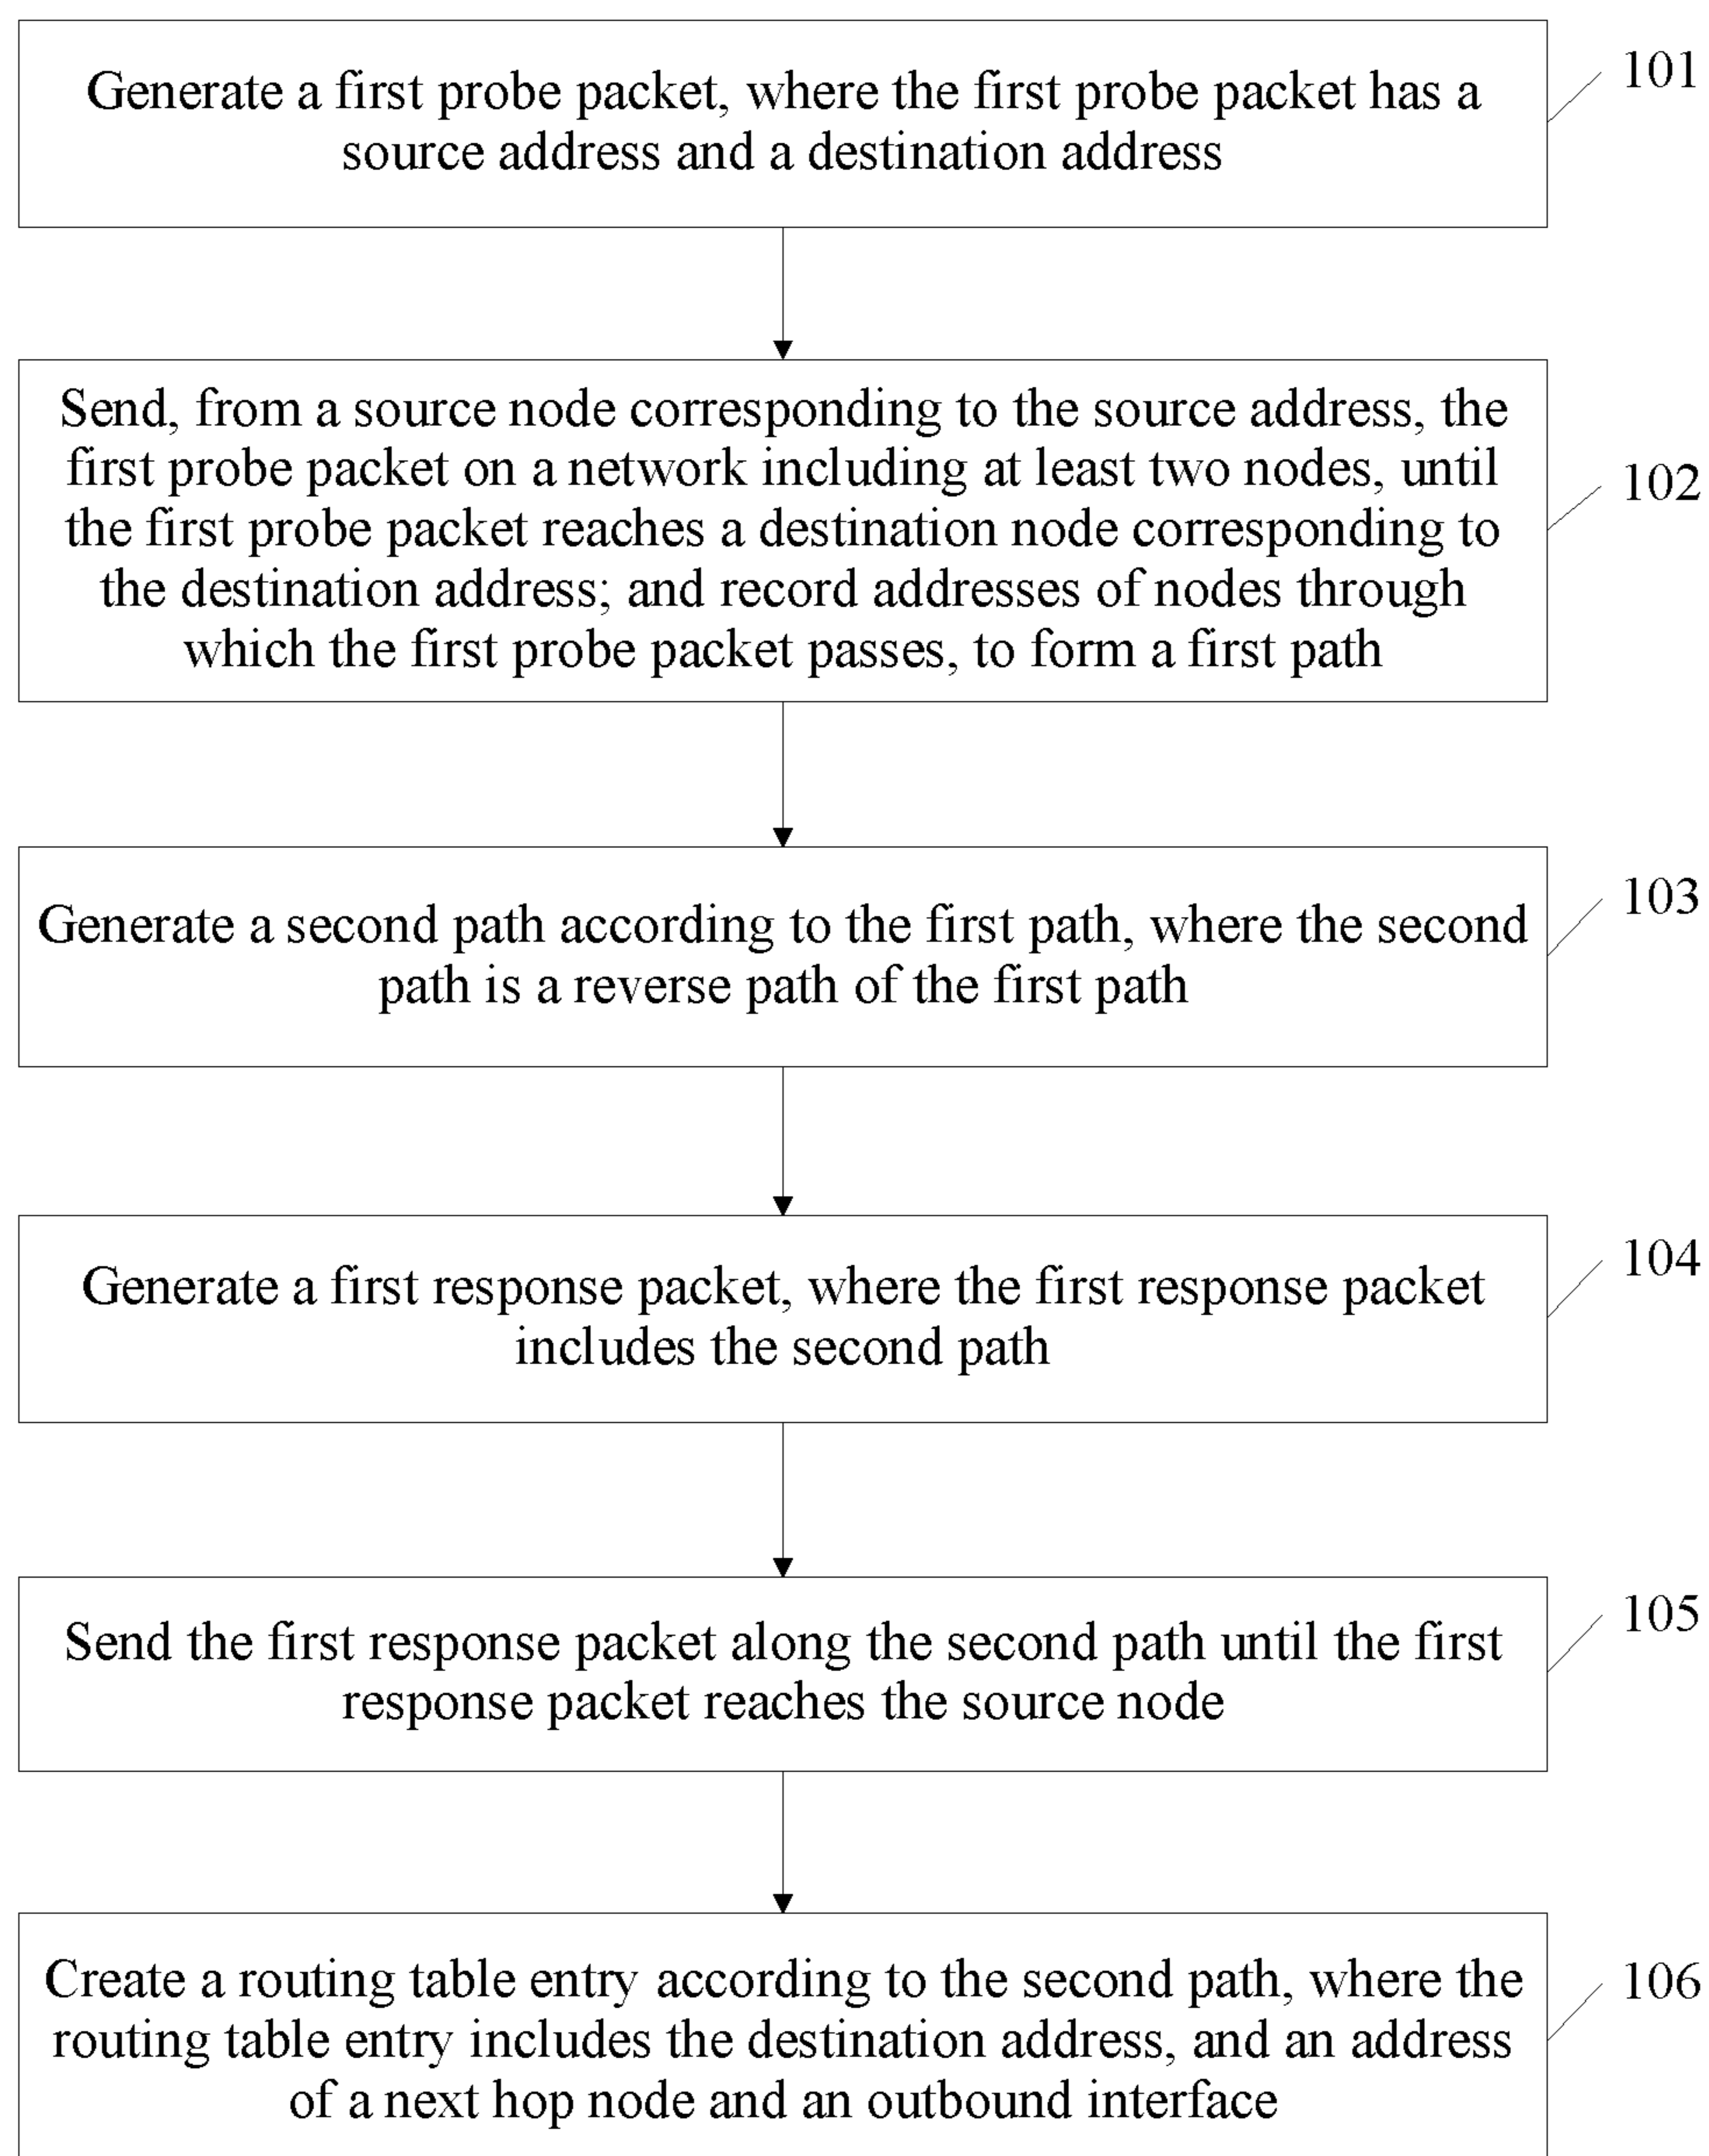 Generate a first probe packet, where the first probe packet has a
source address and a destination address
101
Send, from a source node corresponding to the source address, the
first probe packet on a network including at least two nodes, until
the first probe packet reaches a destination node corresponding to
the destination address; and record addresses of nodes through
which the first probe packet passes, to form a first path
102
Generate a second path according to the first path, where the second
path is a reverse path of the first path
103
Generate a first response packet, where the first response packet
includes the second path
104
Send the first response packet along the second path until the first
response packet reaches the source node
105
Create a routing table entry according to the second path, where the
routing table entry includes the destination address, and an address
of a next hop node and an outbound interface
106